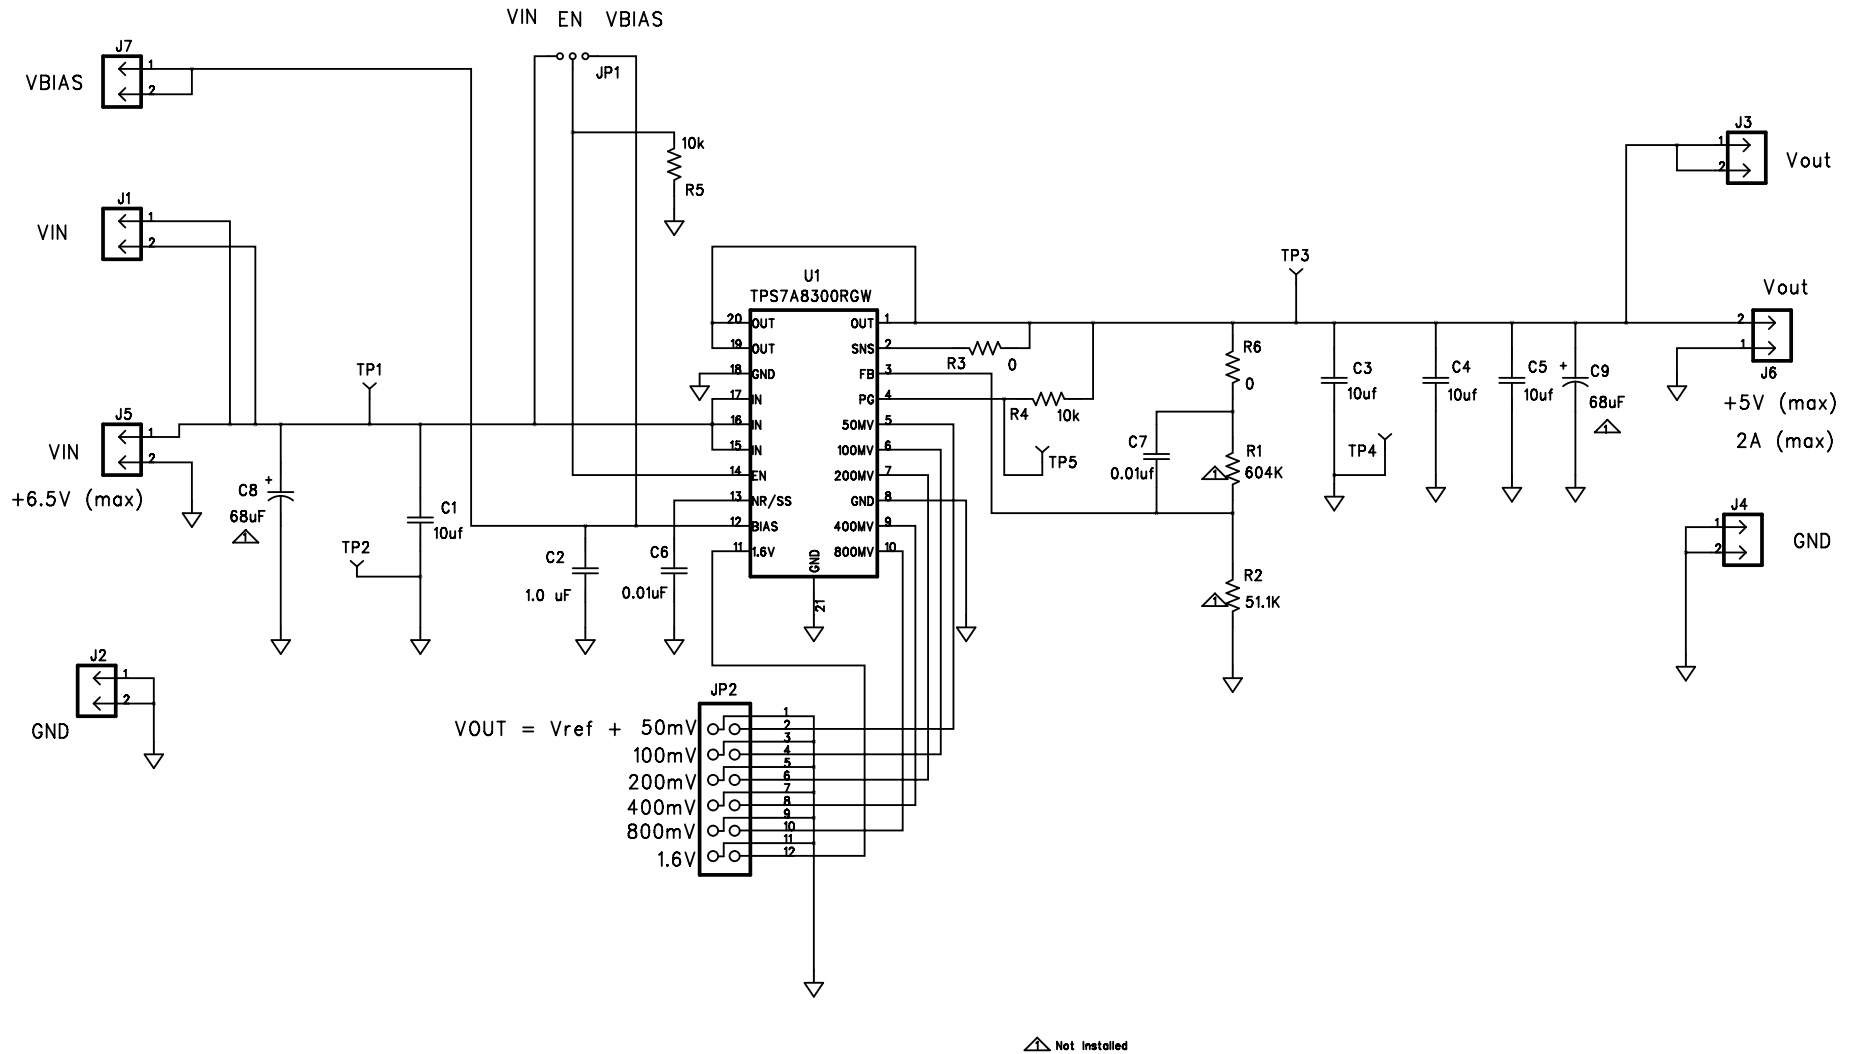 VIN EN VBIAS
JP1
J7
1
2
VBIAS
10k
R5
J1
1
2
VIN
J3
1
2
Vout
TP3
U1
TPS7A8300RGW
20 OUT OUT 1
19 OUT SNS 2
18 GND FB 3
17 IN PG 4
16 IN 50MV 5
15 IN 100MV 6
14 EN 200MV 7
13 NR/SS GND 8
12 BIAS 400MV 9
11 1.6V 800MV 10
GND
21
R3 0
R4 10k
TP5
R6
0
C7
0.01uf
1
R1
604K
1
R2
51.1K
C3
10uf
TP4
C4
10uf
C5
10uf
+
C9
68uF
1
Vout
2
1
J6
+5V (max)
2A (max)
J4
1
2
GND
TP1
J5
1
2
VIN
+6.5V (max)
+
C8
68uF
1
C1
10uf
TP2
C2
1.0 uF
C6
0.01uF
J2
1
2
GND
JP2
VOUT = Vref + 50mV
100mV
200mV
400mV
800mV
1.6V
1
2
3
4
5
6
7
8
9
10
11
12
1 Not Installed